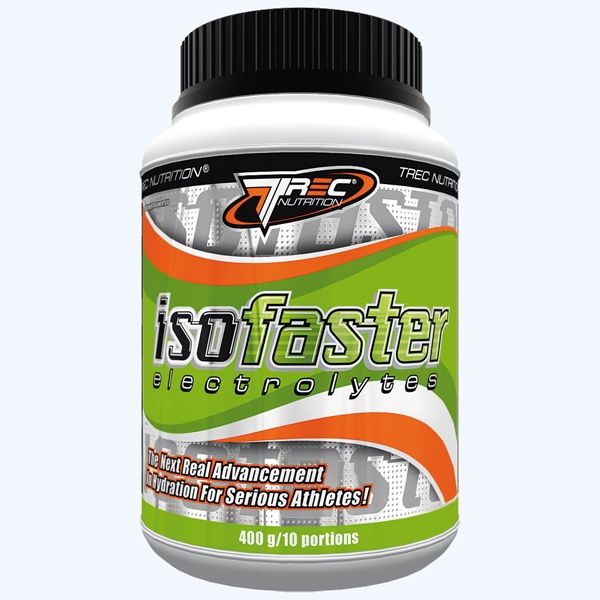 TREC NUTRITION®
TREC®
NUTRITION
TREC NUTRITION
isofaster
electrolytes
The Next Real Advancement
In Hydration For Serious Athletes!
400 g/10 portions